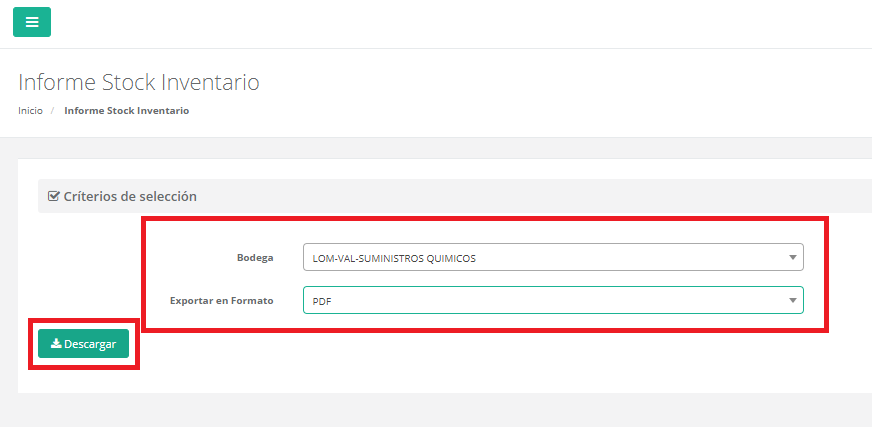 Informe Stock Inventario
Inicio / Informe Stock Inventario
Críterios de selección
Bodega LOM-VAL-SUMINISTROS QUIMICOS
Exportar en Formato PDF
Descargar